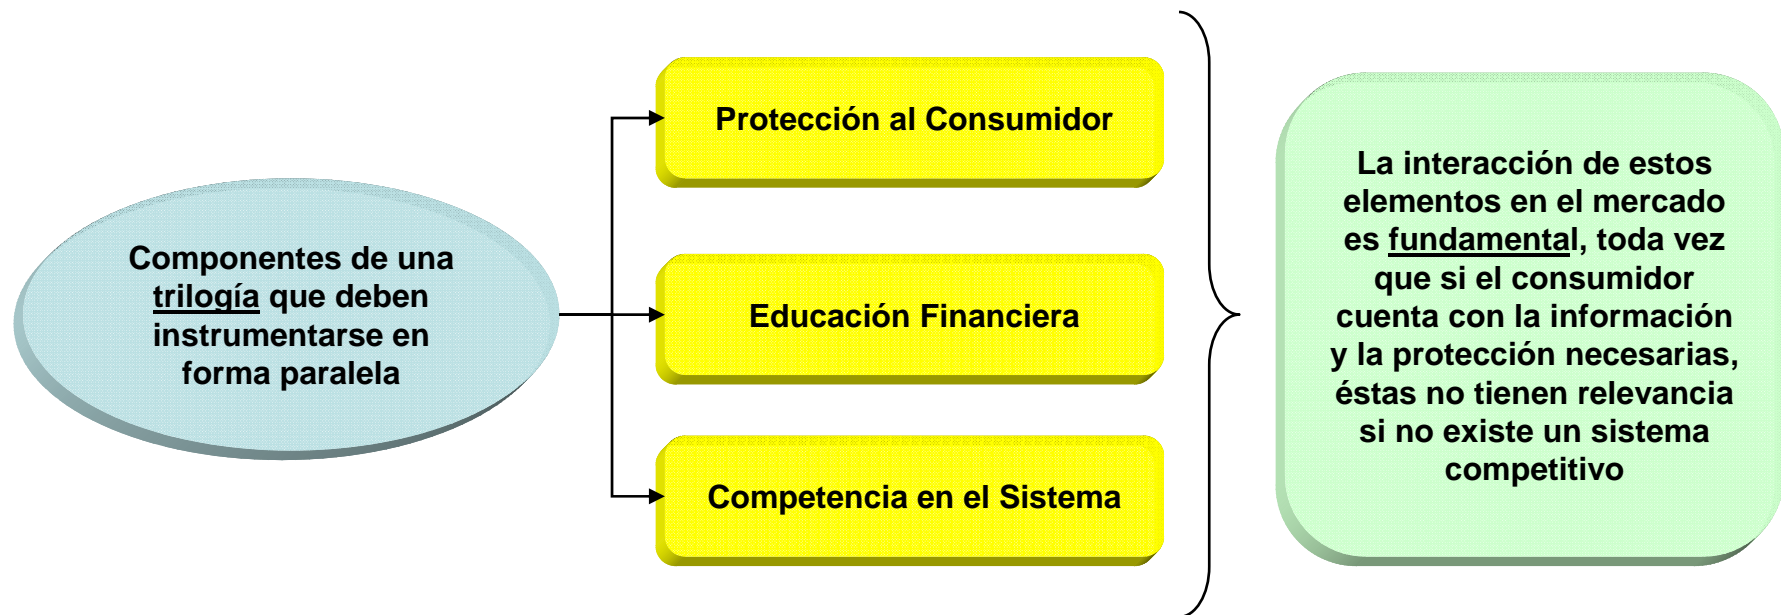 Componentes de una
trilogía que deben
instrumentarse en
forma paralela
Protección al Consumidor
Educación Financiera
Competencia en el Sistema
La interacción de estos
elementos en el mercado
es fundamental, toda vez
que si el consumidor
cuenta con la información
y la protección necesarias,
éstas no tienen relevancia
si no existe un sistema
competitivo